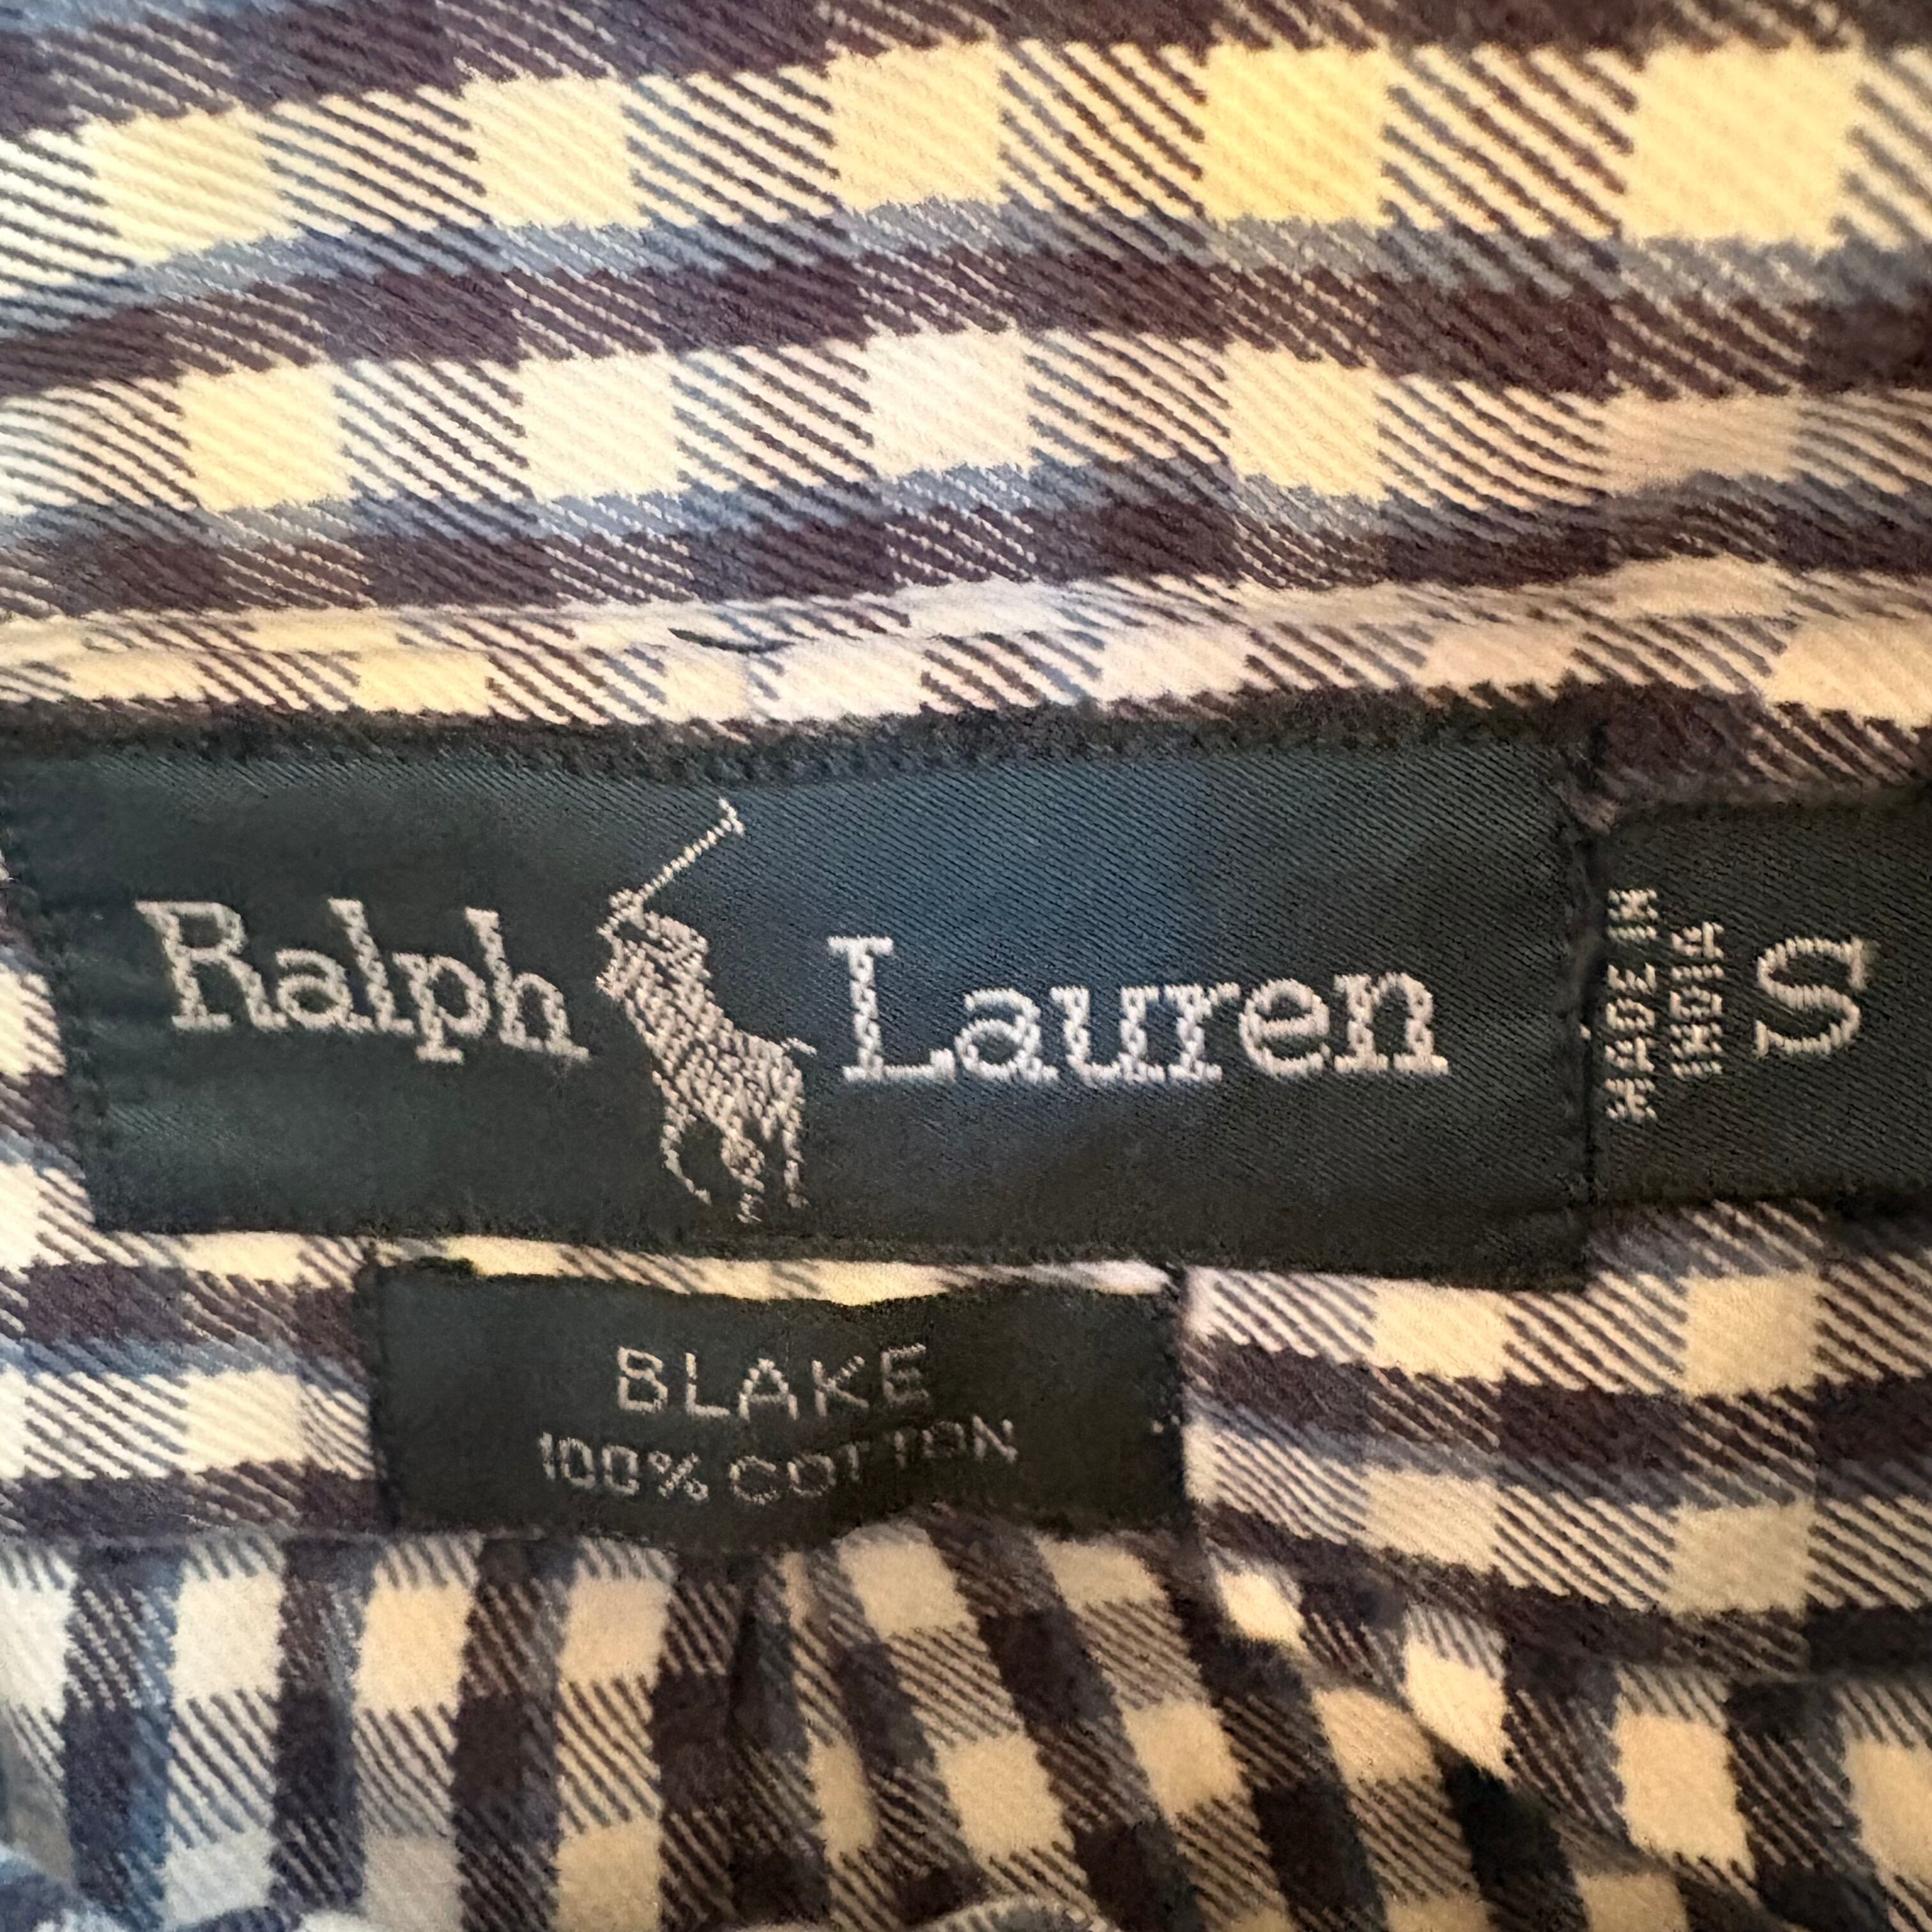 Ralph Lauren
MADE IN
INDIA
S
BLAKE
100% COTTON